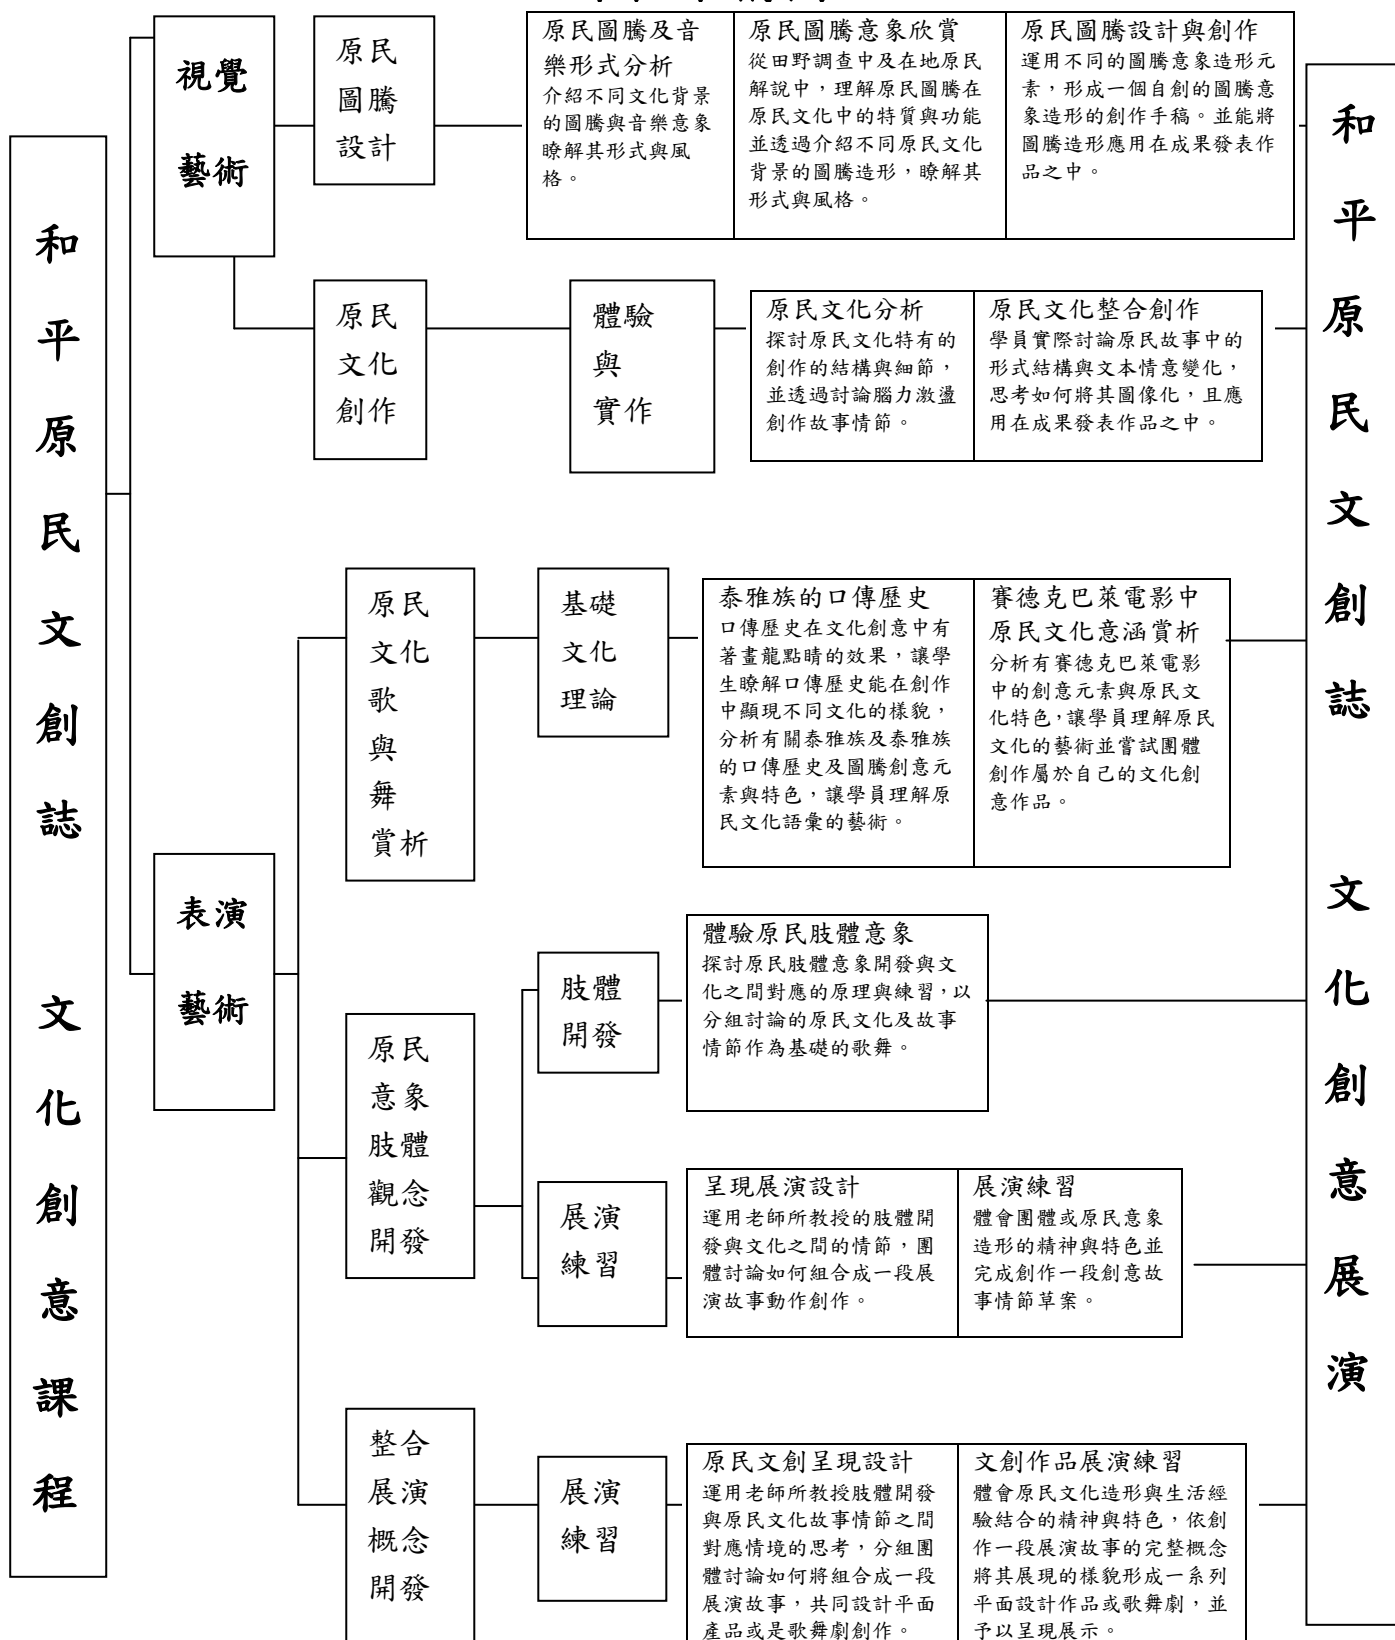 和平原民文創誌 文化創意課程
視覺
藝術
原民
圖騰
設計
原民圖騰及音
樂形式分析
介紹不同文化背景
的圖騰與音樂意象
瞭解其形式與風
格。
原民圖騰意象欣賞
從田野調查中及在地原民
解說中，理解原民圖騰在
原民文化中的特質與功能
並透過介紹不同原民文化
背景的圖騰造形，瞭解其
形式與風格。
原民圖騰設計與創作
運用不同的圖騰意象造形元
素，形成一個自創的圖騰意
象造形的創作手稿。並能將
圖騰造形應用在成果發表作
品之中。
原民
文化
創作
體驗
與
實作
原民文化分析
探討原民文化特有的
創作的結構與細節，
並透過討論腦力激盪
創作故事情節。
原民文化整合創作
學員實際討論原民故事中的
形式結構與文本情意變化，
思考如何將其圖像化，且應
用在成果發表作品之中。
表演
藝術
原民
文化
歌
與
舞
賞析
基礎
文化
理論
泰雅族的口傳歷史
口傳歷史在文化創意中有
著畫龍點睛的效果，讓學
生瞭解口傳歷史能在創作
中顯現不同文化的樣貌，
分析有關泰雅族及泰雅族
的口傳歷史及圖騰創意元
素與特色，讓學員理解原
民文化語彙的藝術。
賽德克巴萊電影中
原民文化意涵賞析
分析有賽德克巴萊電影
中的創意元素與原民文
化特色，讓學員理解原民
文化的藝術並嘗試團體
創作屬於自己的文化創
意作品。
原民
意象
肢體
觀念
開發
肢體
開發
體驗原民肢體意象
探討原民肢體意象開發與文
化之間對應的原理與練習，以
分組討論的原民文化及故事
情節作為基礎的歌舞。
展演
練習
呈現展演設計
運用老師所教授的肢體開
發與文化之間的情節，團
體討論如何組合成一段展
演故事動作創作。
展演練習
體會團體或原民意象
造形的精神與特色並
完成創作一段創意故
事情節草案。
整合
展演
概念
開發
展演
練習
原民文創呈現設計
運用老師所教授肢體開發
與原民文化故事情節之間
對應情境的思考，分組團
體討論如何將組合成一段
展演故事，共同設計平面
產品或是歌舞劇創作。
文創作品展演練習
體會原民文化造形與生活經
驗結合的精神與特色，依創
作一段展演故事的完整概念
將其展現的樣貌形成一系列
平面設計作品或歌舞劇，並
予以呈現展示。
和平原民文創誌 文化創意展演